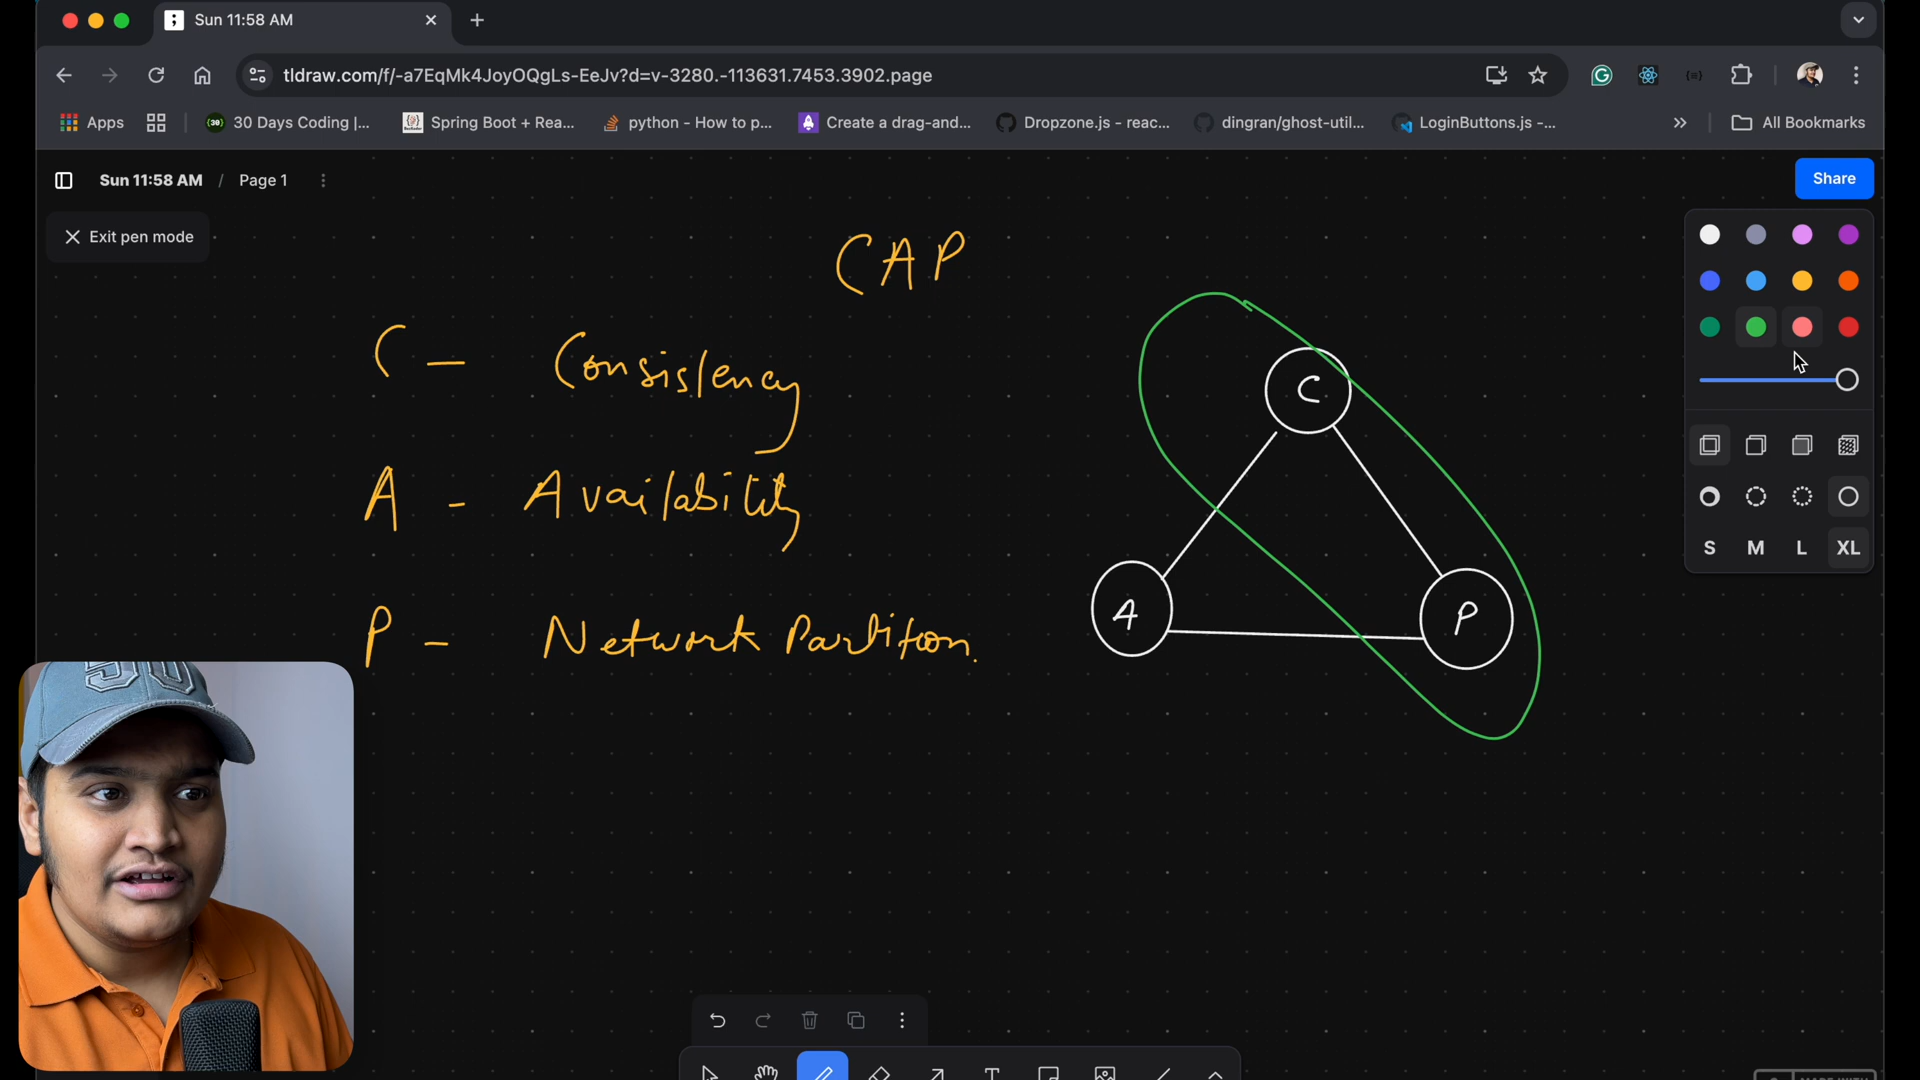 Sun 11:58 AM
tldraw.com/f/-a7EqMk4JoyOQgLs-EeJv?d=v-3280.-113631.7453.3902.page
Apps
30 Days Coding |...
Spring Boot + Rea...
python - How to p...
Create a drag-and...
Dropzone.js - reac...
dingran/ghost-util...
LoginButtons.js -...
All Bookmarks
Sun 11:58 AM / Page 1
Share
Exit pen mode
CAP
C - Consistency
A - Availability
P - Network Partition.
C
A
P
S M L XL